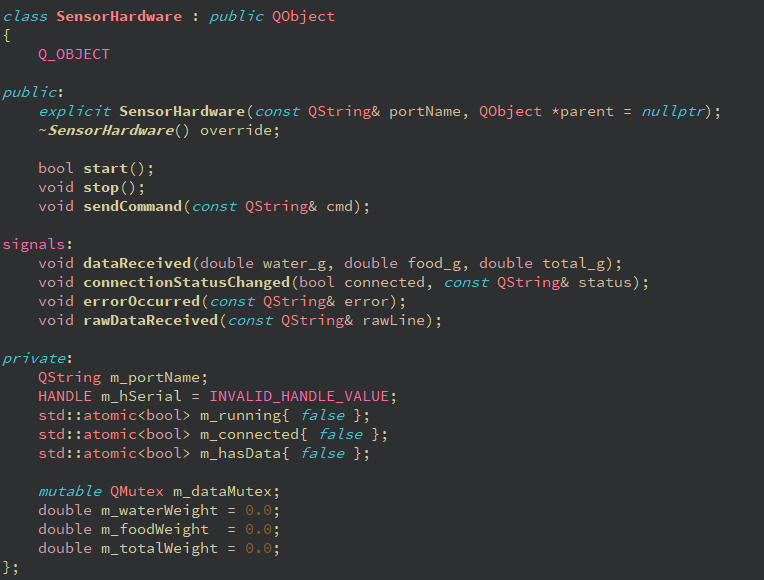 class SensorHardware : public QObject
{
    Q_OBJECT

public:
    explicit SensorHardware(const QString& portName, QObject *parent = nullptr);
    ~SensorHardware() override;

    bool start();
    void stop();
    void sendCommand(const QString& cmd);

signals:
    void dataReceived(double water_g, double food_g, double total_g);
    void connectionStatusChanged(bool connected, const QString& status);
    void errorOccurred(const QString& error);
    void rawDataReceived(const QString& rawLine);

private:
    QString m_portName;
    HANDLE m_hSerial = INVALID_HANDLE_VALUE;
    std::atomic<bool> m_running{ false };
    std::atomic<bool> m_connected{ false };
    std::atomic<bool> m_hasData{ false };

    mutable QMutex m_dataMutex;
    double m_waterWeight = 0.0;
    double m_foodWeight  = 0.0;
    double m_totalWeight = 0.0;
};